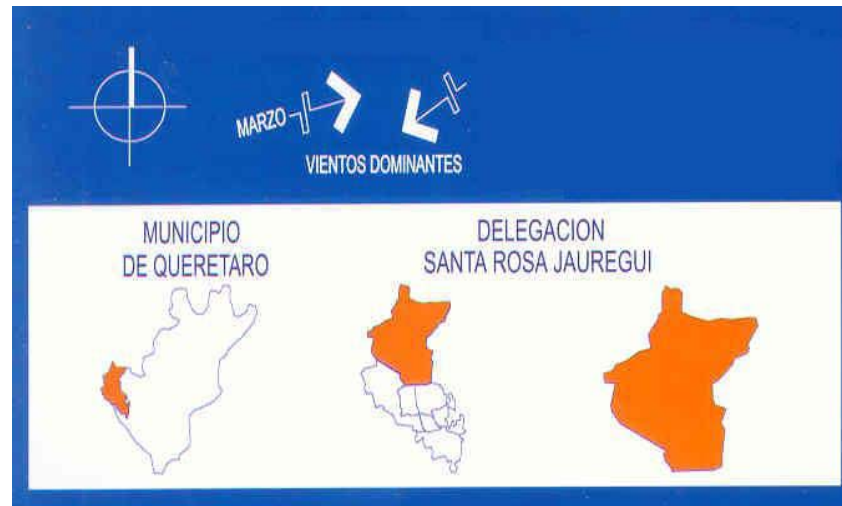 MARZO
VIENTOS DOMINANTES
MUNICIPIO
DE QUERETARO
DELEGACION
SANTA ROSA JAUREGUI